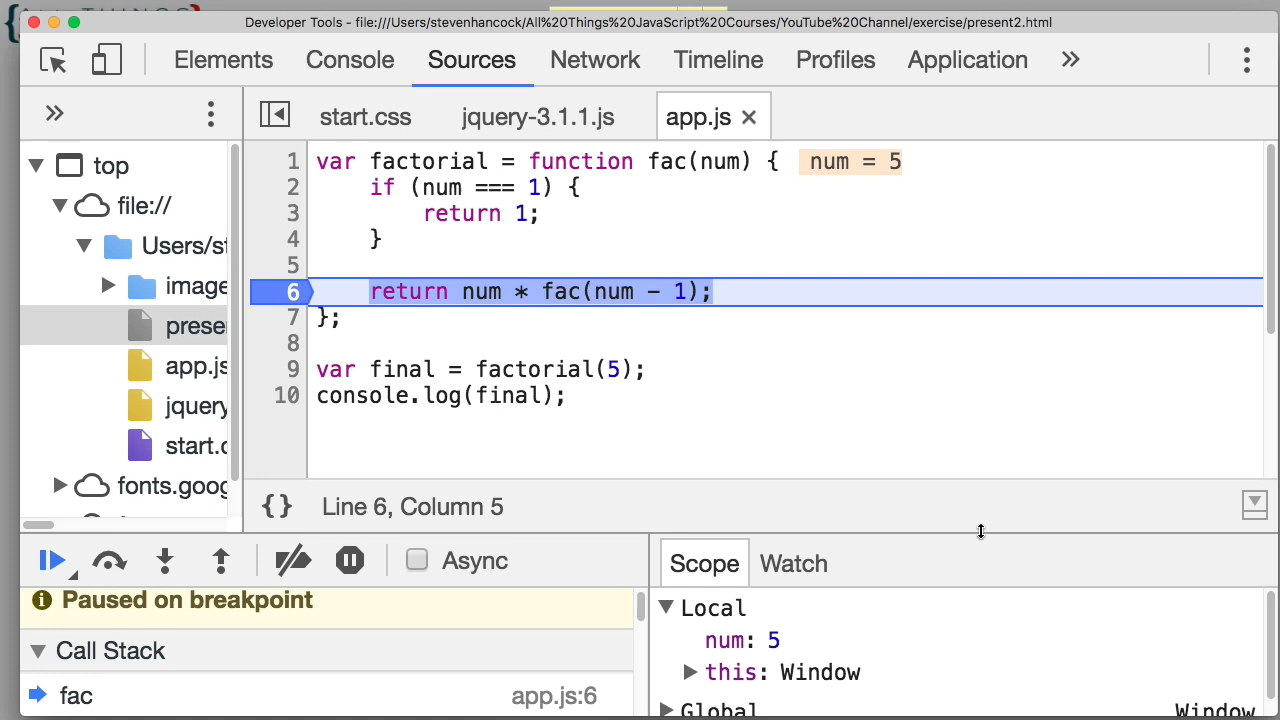 Developer Tools - file:///Users/stevenhancock/All%20Things%20JavaScript%20Courses/YouTube%20Channel/exercise/present2.html
Elements Console Sources Network Timeline Profiles Application »
» start.css jquery-3.1.1.js app.js ×
top
file://
Users/st
image
prese
app.js
jquery
start.c
fonts.goog
1 var factorial = function fac(num) { num = 5
2 if (num === 1) {
3 return 1;
4 }
5
6 return num * fac(num - 1);
7 };
8
9 var final = factorial(5);
10 console.log(final);
{} Line 6, Column 5
Async
Paused on breakpoint
Call Stack
fac app.js:6
Scope Watch
Local
num: 5
this: Window
Global Window